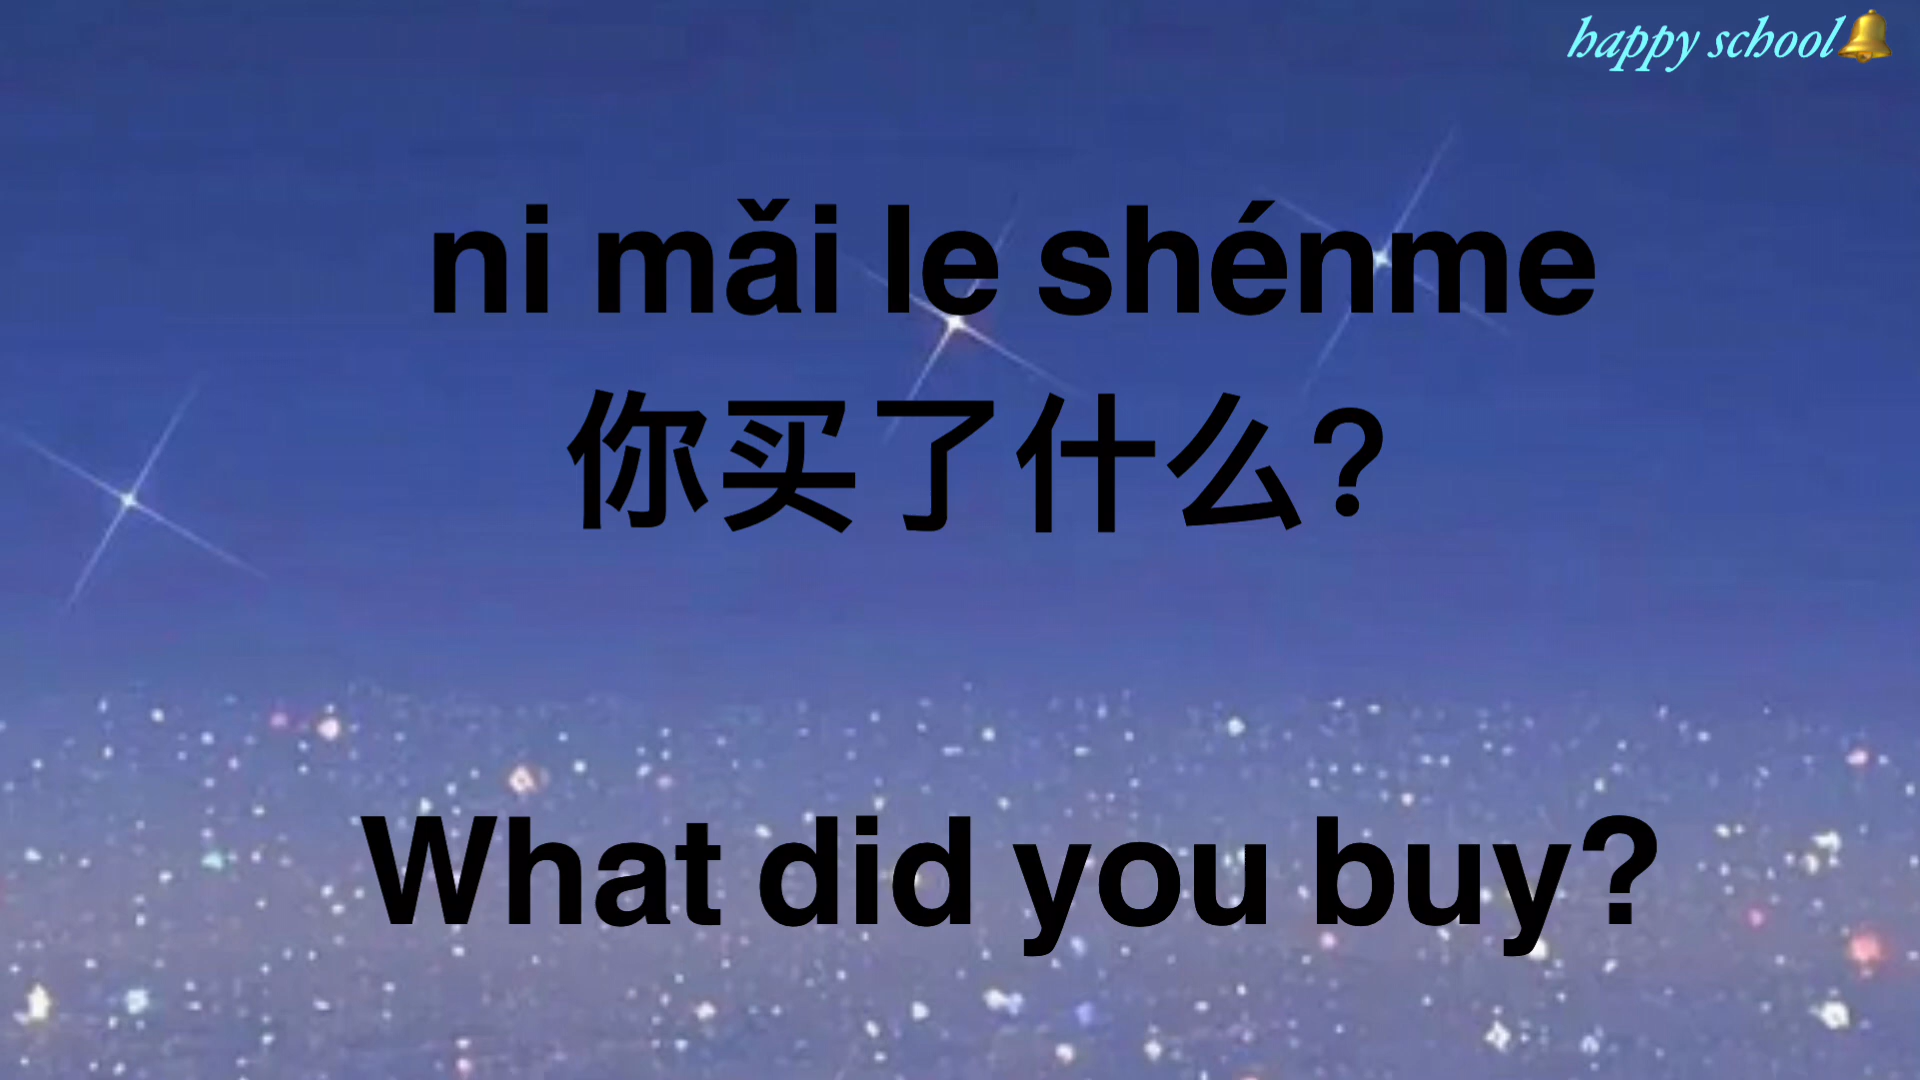 happy school🔔
ni mǎi le shénme
你买了什么?
What did you buy?